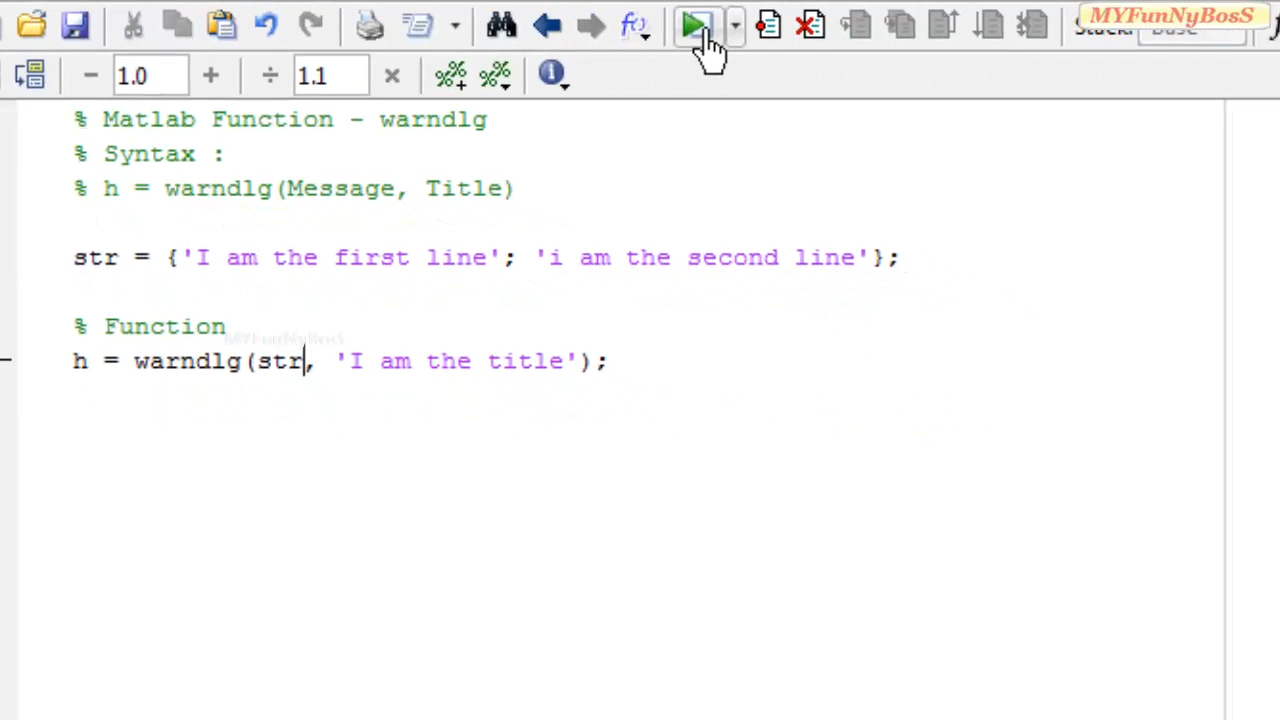 MYFunNyBosS
1.0
1.1
% Matlab Function - warndlg
% Syntax :
% h = warndlg(Message, Title)
str = {'I am the first line'; 'i am the second line'};
% Function
MYFunNyBosS
h = warndlg(str, 'I am the title');